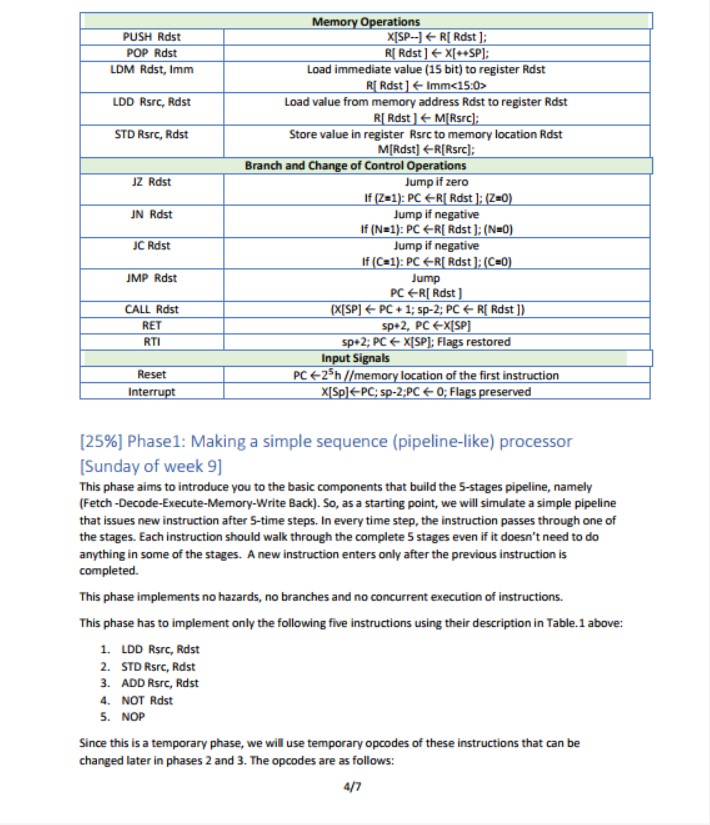 Memory Operations
PUSH Rdst X[SP--] ← R[ Rdst ];
POP Rdst R[ Rdst ] ← X[++SP];
LDM Rdst, Imm Load immediate value (15 bit) to register Rdst
R[ Rdst ] ← Imm<15:0>
LDD Rsrc, Rdst Load value from memory address Rdst to register Rdst
R[ Rdst ] ← M[Rsrc];
STD Rsrc, Rdst Store value in register Rsrc to memory location Rdst
M[Rdst] ←R[Rsrc];
Branch and Change of Control Operations
JZ Rdst Jump if zero
If (Z=1): PC ←R[ Rdst ]; (Z=0)
JN Rdst Jump if negative
If (N=1): PC ←R[ Rdst ]; (N=0)
JC Rdst Jump if negative
If (C=1): PC ←R[ Rdst ]; (C=0)
JMP Rdst Jump
PC ←R[ Rdst ]
CALL Rdst (X[SP] ← PC + 1; sp-2; PC ← R[ Rdst ])
RET sp+2, PC ←X[SP]
RTI sp+2; PC ← X[SP]; Flags restored
Input Signals
Reset PC ←2⁵h //memory location of the first instruction
Interrupt X[Sp]←PC; sp-2;PC ← 0; Flags preserved
[25%] Phase1: Making a simple sequence (pipeline-like) processor
[Sunday of week 9]
This phase aims to introduce you to the basic components that build the 5-stages pipeline, namely
(Fetch -Decode-Execute-Memory-Write Back). So, as a starting point, we will simulate a simple pipeline
that issues new instruction after 5-time steps. In every time step, the instruction passes through one of
the stages. Each instruction should walk through the complete 5 stages even if it doesn't need to do
anything in some of the stages. A new instruction enters only after the previous instruction is
completed.
This phase implements no hazards, no branches and no concurrent execution of instructions.
This phase has to implement only the following five instructions using their description in Table.1 above:
1. LDD Rsrc, Rdst
2. STD Rsrc, Rdst
3. ADD Rsrc, Rdst
4. NOT Rdst
5. NOP
Since this is a temporary phase, we will use temporary opcodes of these instructions that can be
changed later in phases 2 and 3. The opcodes are as follows:
4/7